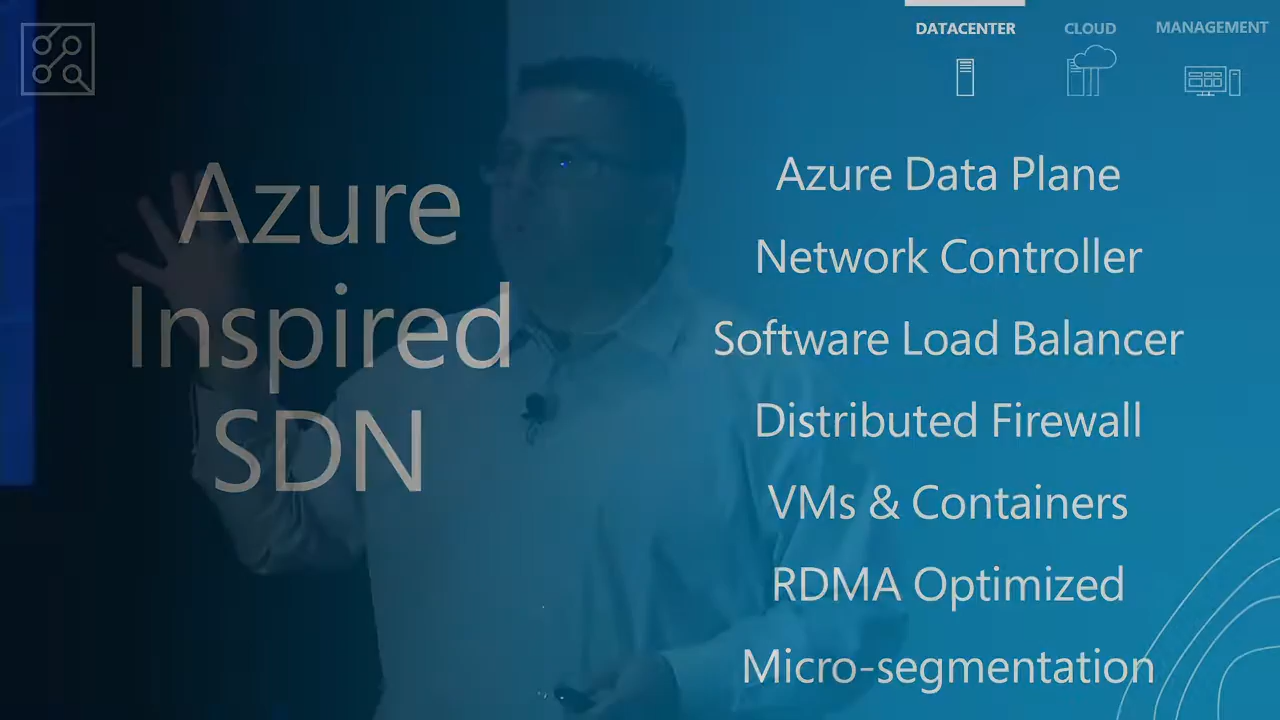 DATACENTER
CLOUD
MANAGEMENT
Azure
Inspired
SDN
Azure Data Plane
Network Controller
Software Load Balancer
Distributed Firewall
VMs & Containers
RDMA Optimized
Micro-segmentation